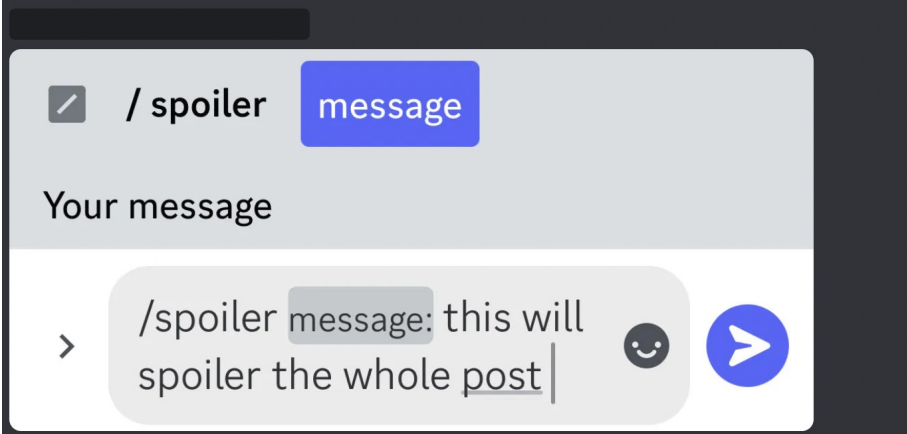 / spoiler message
Your message
/spoiler message: this will
spoiler the whole post